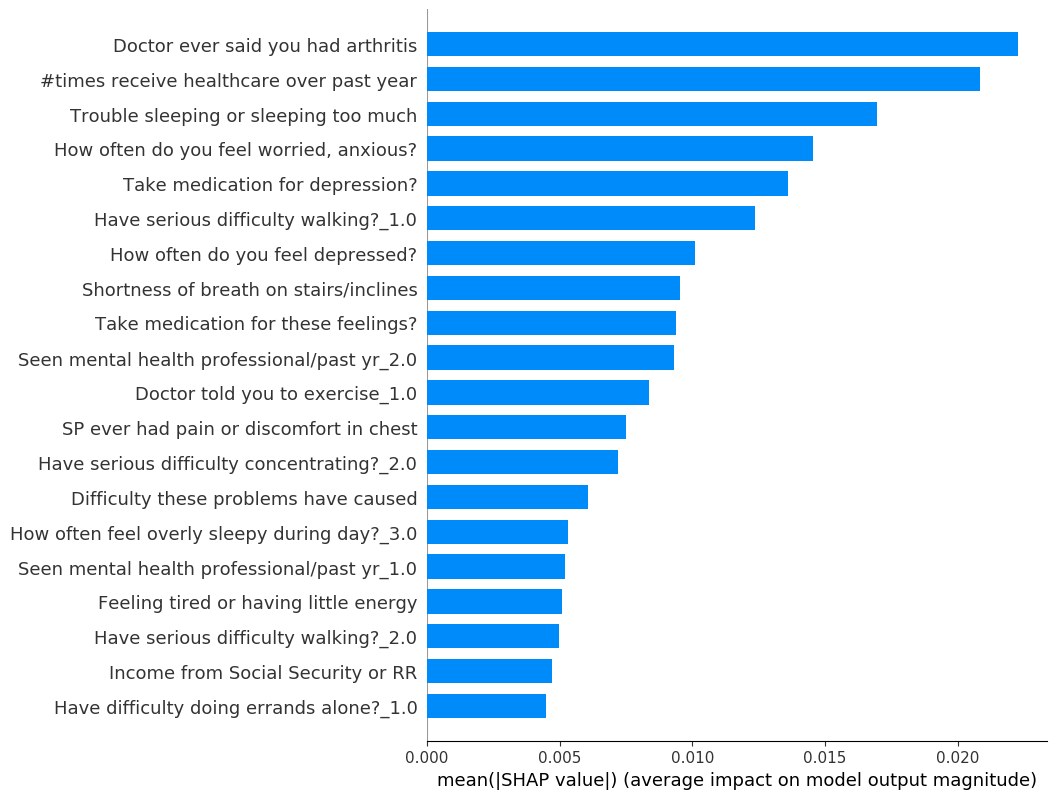 Doctor ever said you had arthritis
#times receive healthcare over past year
Trouble sleeping or sleeping too much
How often do you feel worried, anxious?
Take medication for depression?
Have serious difficulty walking?_1.0
How often do you feel depressed?
Shortness of breath on stairs/inclines
Take medication for these feelings?
Seen mental health professional/past yr_2.0
Doctor told you to exercise_1.0
SP ever had pain or discomfort in chest
Have serious difficulty concentrating?_2.0
Difficulty these problems have caused
How often feel overly sleepy during day?_3.0
Seen mental health professional/past yr_1.0
Feeling tired or having little energy
Have serious difficulty walking?_2.0
Income from Social Security or RR
Have difficulty doing errands alone?_1.0
0.000 0.005 0.010 0.015 0.020
mean(|SHAP value|) (average impact on model output magnitude)